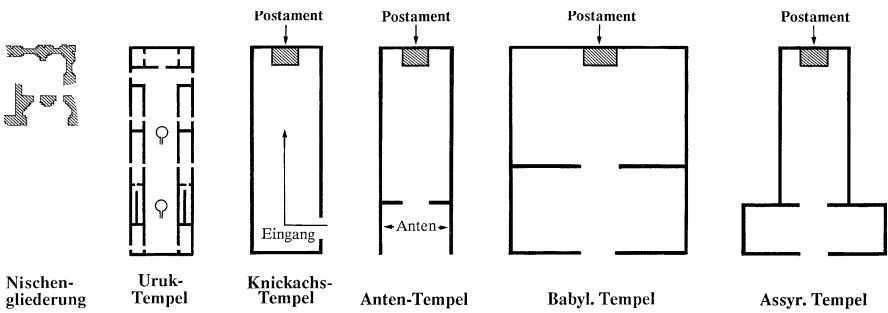 Postament
Postament
Postament
Postament
Eingang
Anten
Nischen-
gliederung
Uruk-
Tempel
Knickachs-
Tempel
Anten-Tempel
Babyl. Tempel
Assyr. Tempel